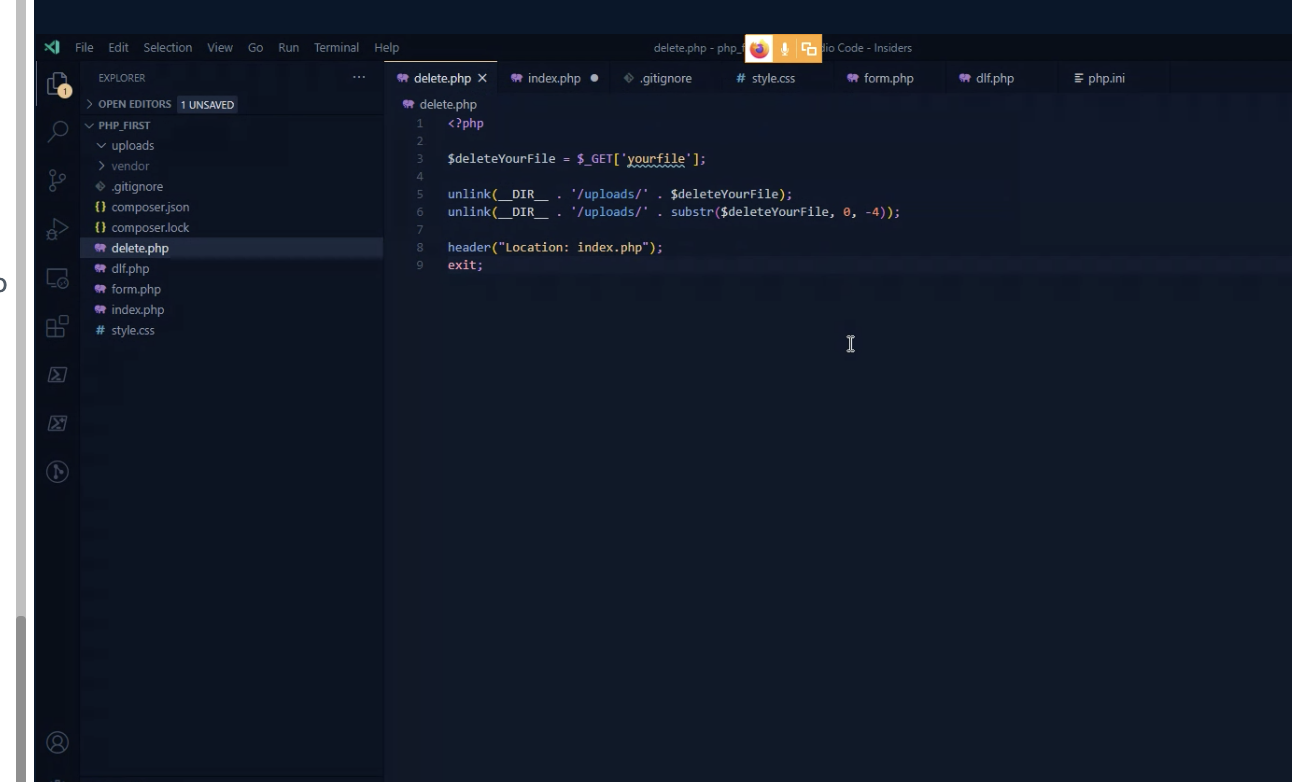 File Edit Selection View Go Run Terminal Help
delete.php - php_f dio Code - Insiders
EXPLORER ...
OPEN EDITORS 1 UNSAVED
PHP_FIRST
uploads
vendor
.gitignore
{} composer.json
{} composer.lock
delete.php
dlf.php
form.php
index.php
# style.css
1
delete.php index.php .gitignore # style.css form.php dlf.php php.ini
delete.php
1 <?php
2
3 $deleteYourFile = $_GET['yourfile'];
4
5 unlink(__DIR__ . '/uploads/' . $deleteYourFile);
6 unlink(__DIR__ . '/uploads/' . substr($deleteYourFile, 0, -4));
7
8 header("Location: index.php");
9 exit;